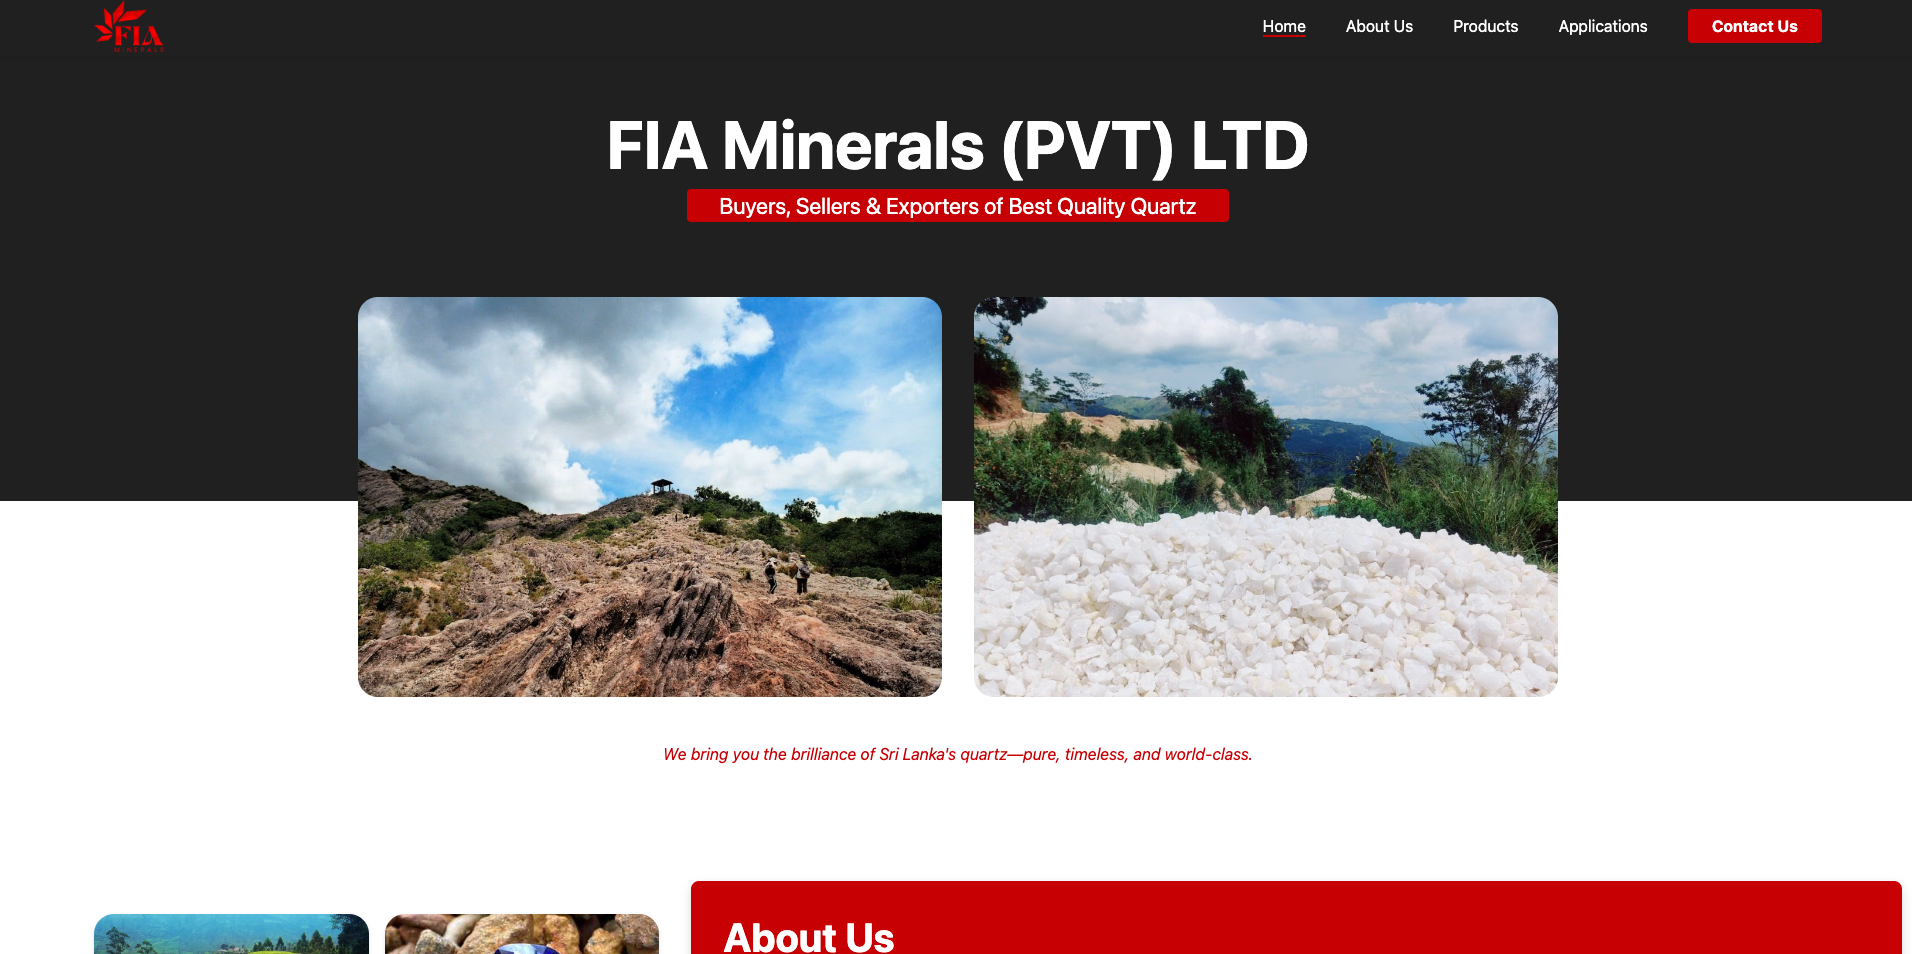 FIA
MINERALS
Home
About Us
Products
Applications
Contact Us
FIA Minerals (PVT) LTD
Buyers, Sellers & Exporters of Best Quality Quartz
We bring you the brilliance of Sri Lanka's quartz—pure, timeless, and world-class.
About Us